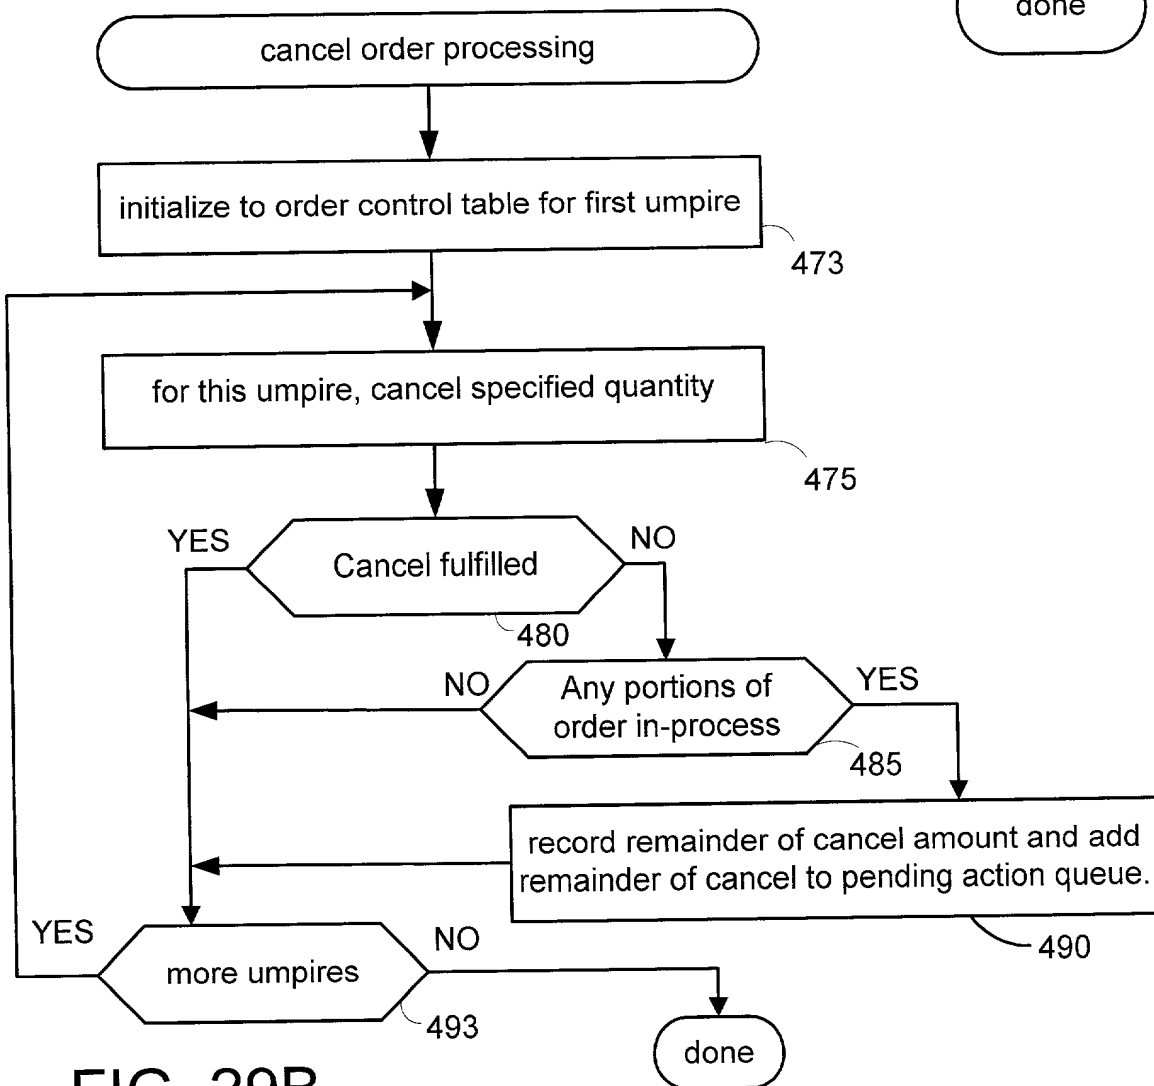 done
cancel order processing
initialize to order control table for first umpire
473
for this umpire, cancel specified quantity
475
YES
NO
Cancel fulfilled
480
NO
Any portions of
order in-process
YES
485
record remainder of cancel amount and add
remainder of cancel to pending action queue.
490
YES
more umpires
NO
493
done
FIG. 29B